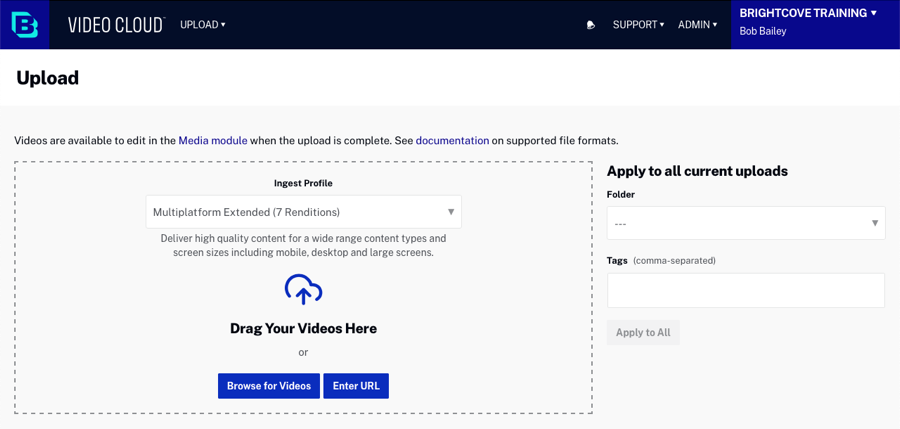 B
VIDEO CLOUD UPLOAD SUPPORT ADMIN BRIGHTCOVE TRAINING
Bob Bailey
Upload
Videos are available to edit in the Media module when the upload is complete. See documentation on supported file formats.
Ingest Profile
Multiplatform Extended (7 Renditions)
Deliver high quality content for a wide range content types and
screen sizes including mobile, desktop and large screens.
Drag Your Videos Here
or
Browse for Videos Enter URL
Apply to all current uploads
Folder
---
Tags (comma-separated)
Apply to All